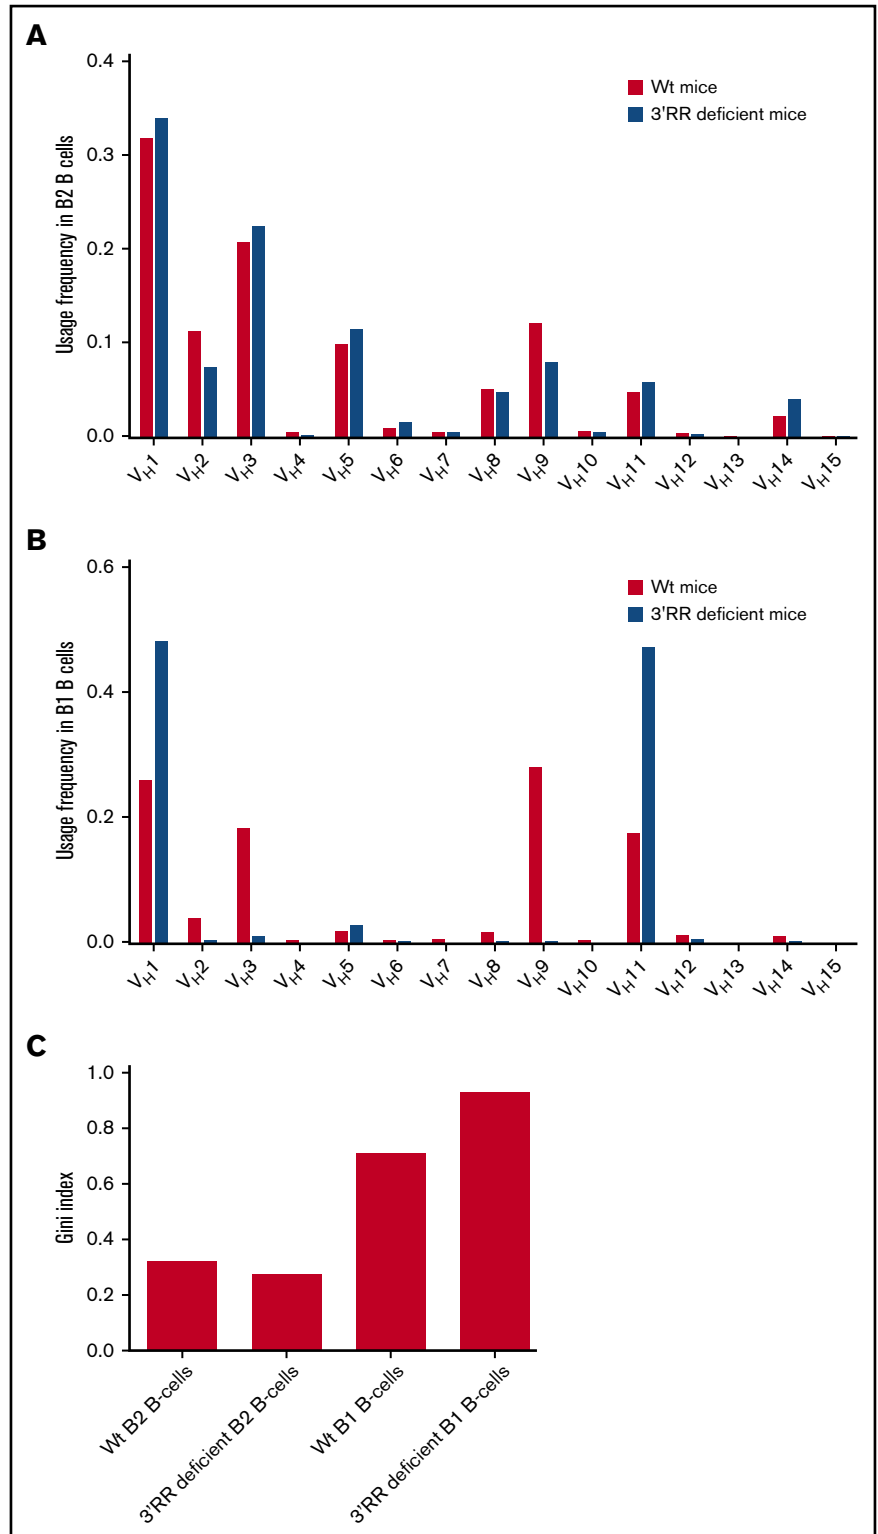 A
Usage frequency in B2 B cells
0.4
0.3
0.2
0.1
0.0
Wt mice
3'RR deficient mice
VH1 VH2 VH3 VH4 VH5 VH6 VH7 VH8 VH9 VH10 VH11 VH12 VH13 VH14 VH15
B
Usage frequency in B1 B cells
0.6
0.4
0.2
0.0
Wt mice
3'RR deficient mice
VH1 VH2 VH3 VH4 VH5 VH6 VH7 VH8 VH9 VH10 VH11 VH12 VH13 VH14 VH15
C
Gini index
1.0
0.8
0.6
0.4
0.2
0.0
Wt B2 B-cells
3'RR deficient B2 B-cells
Wt B1 B-cells
3'RR deficient B1 B-cells